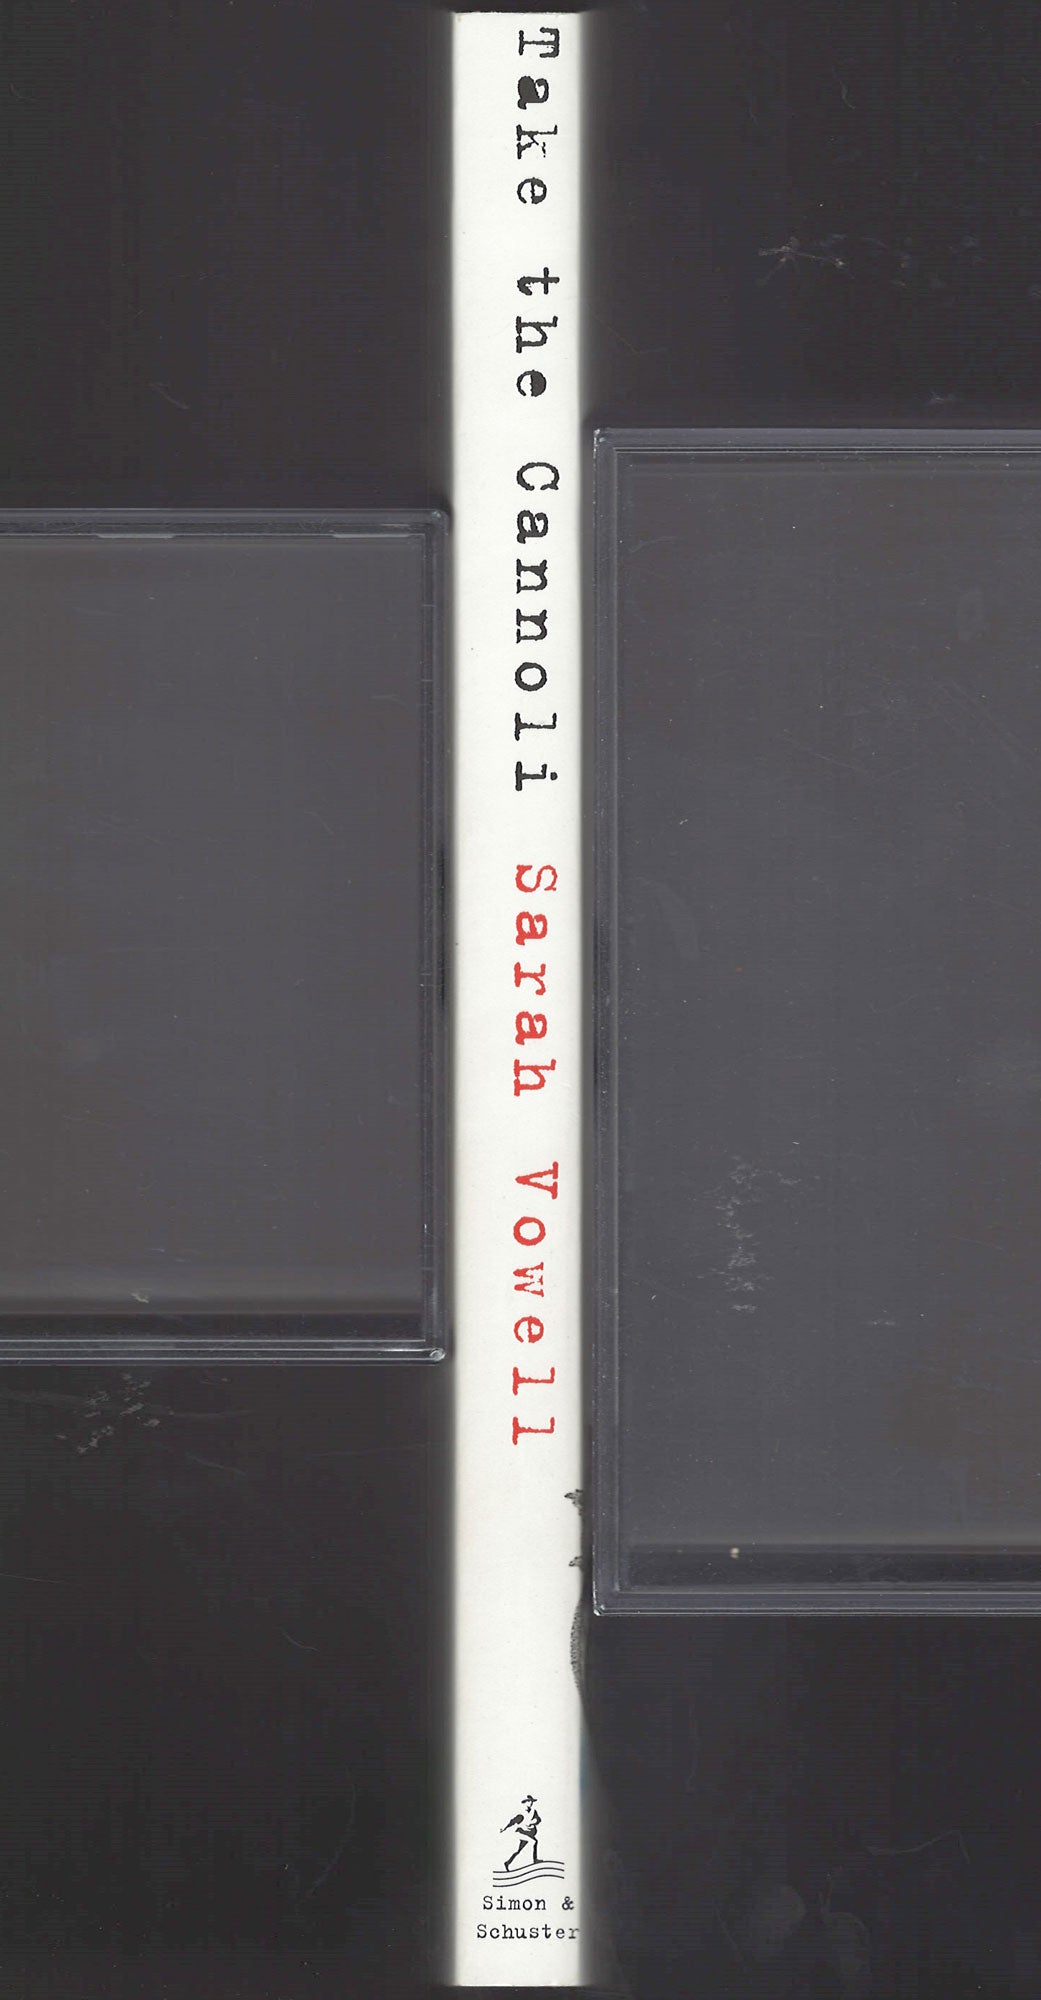 Take the Cannoli Sarah Vowell
Simon &
Schuster